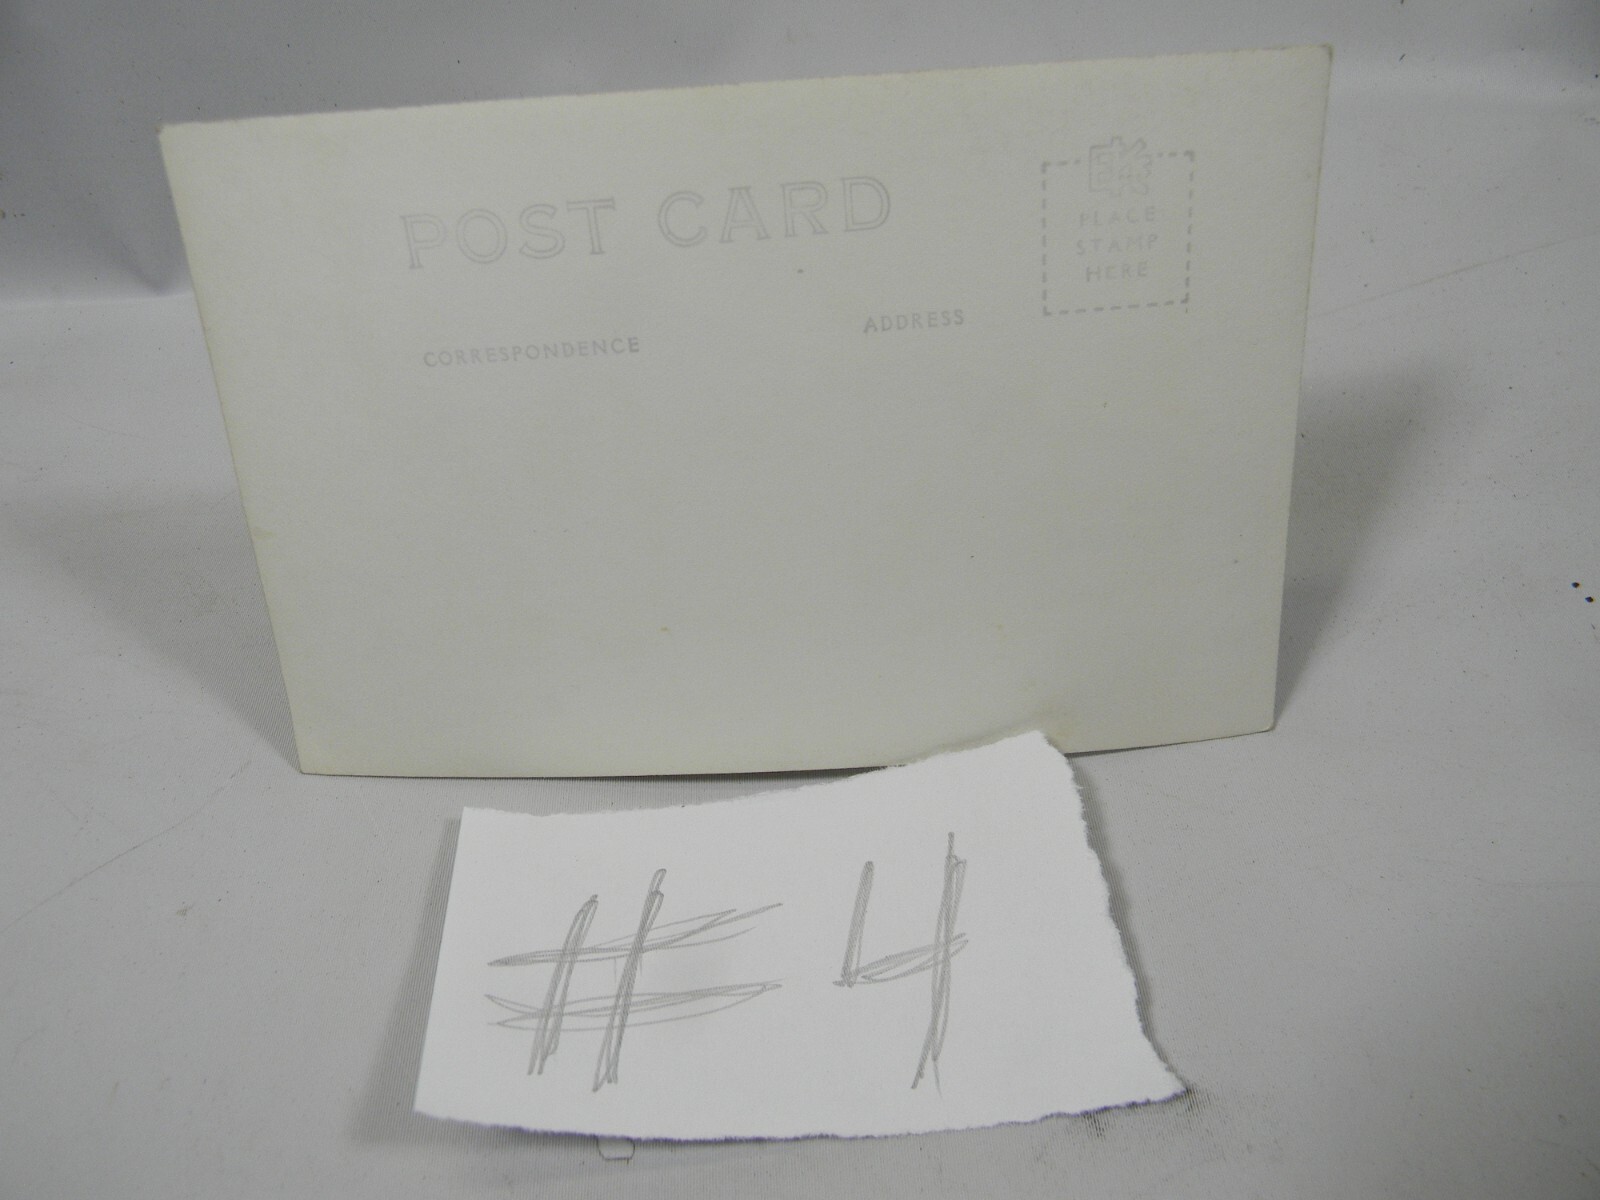 POST CARD
PLACE
STAMP
HERE
CORRESPONDENCE
ADDRESS
# 4